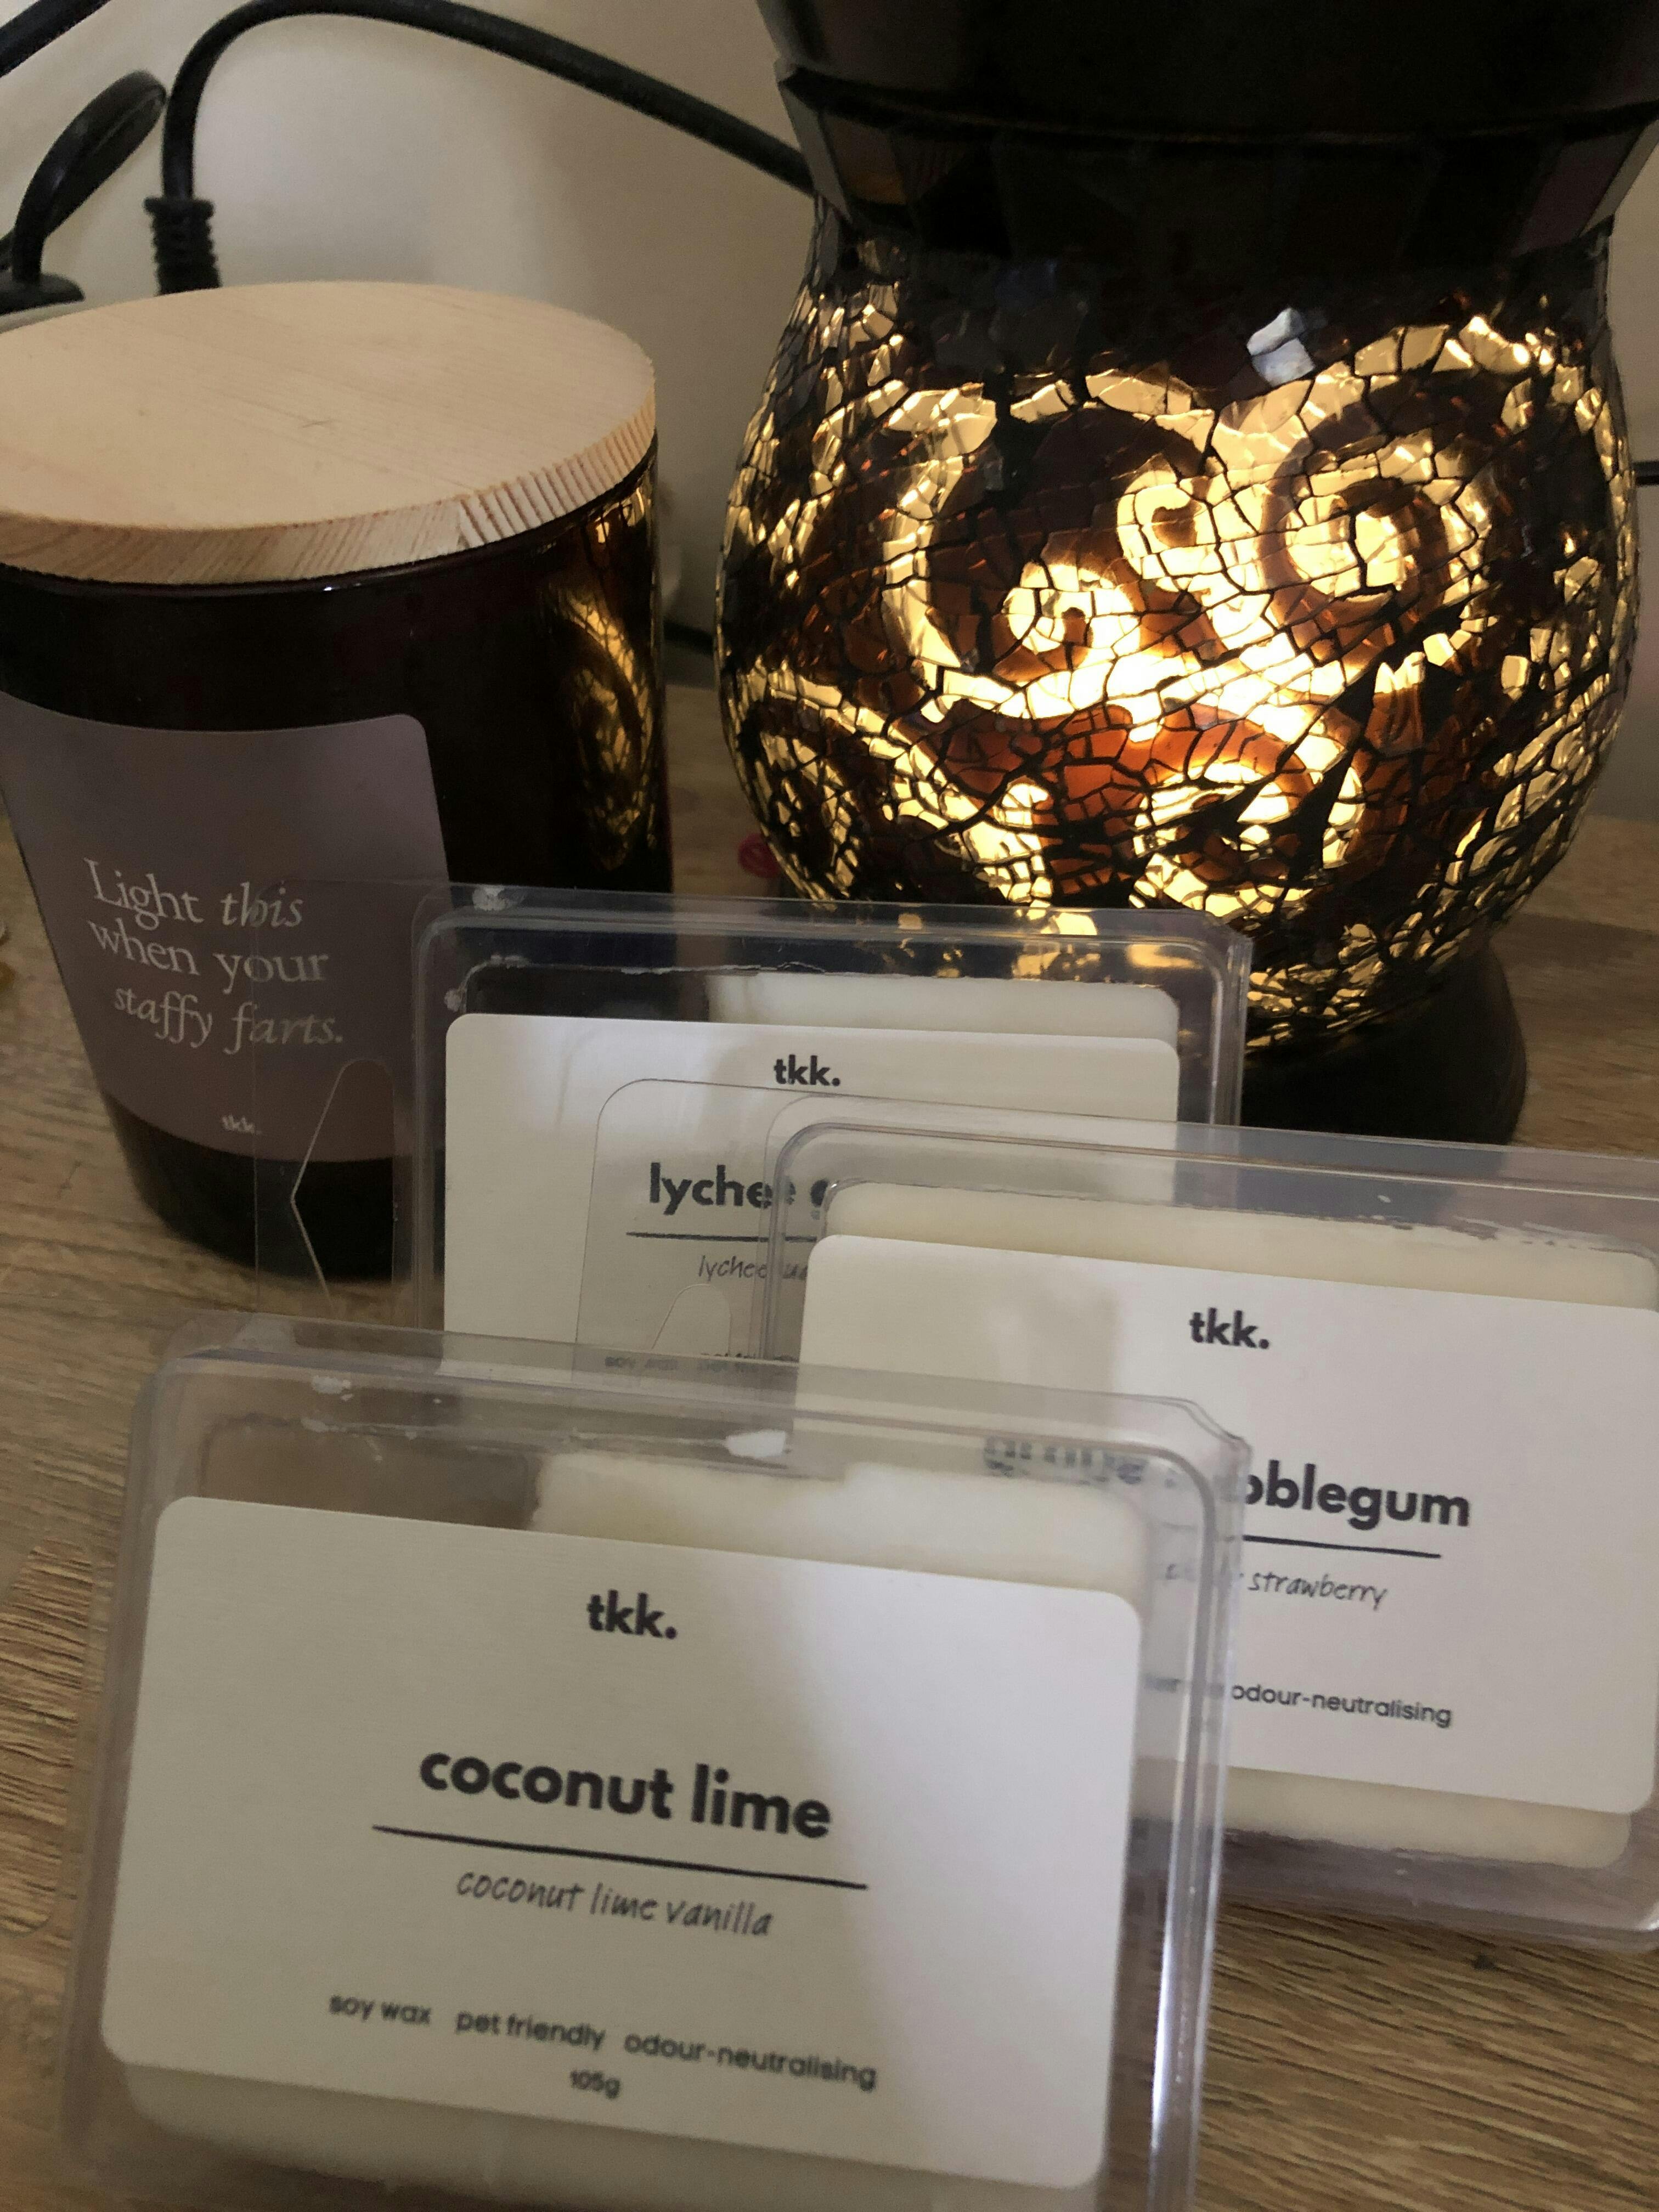 Light this
when your
staffy farts.
tkk.
tkk.
lychee
lychee
tkk.
strawberry
odour-neutralising
tkk.
coconut lime
coconut lime vanilla
soy wax pet friendly odour-neutralising
105g